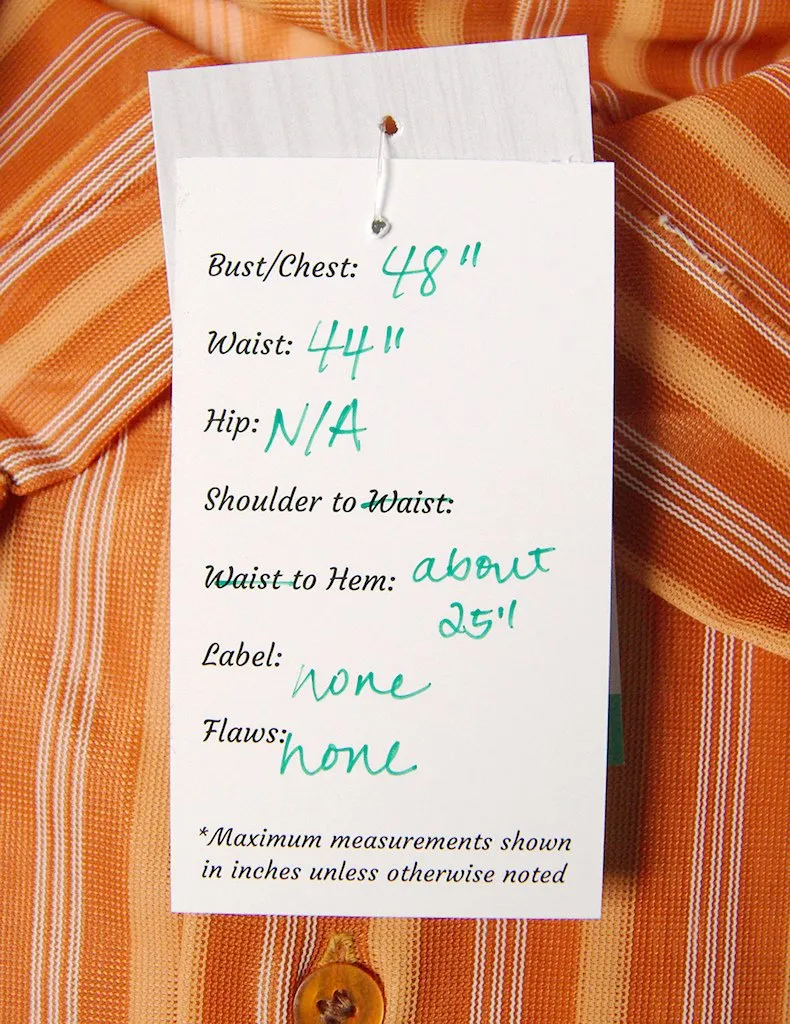 Bust/Chest: 48"
Waist: 44"
Hip: N/A
Shoulder to Waist:
Waist to Hem: about
25"
Label: none
Flaws: none
*Maximum measurements shown
in inches unless otherwise noted